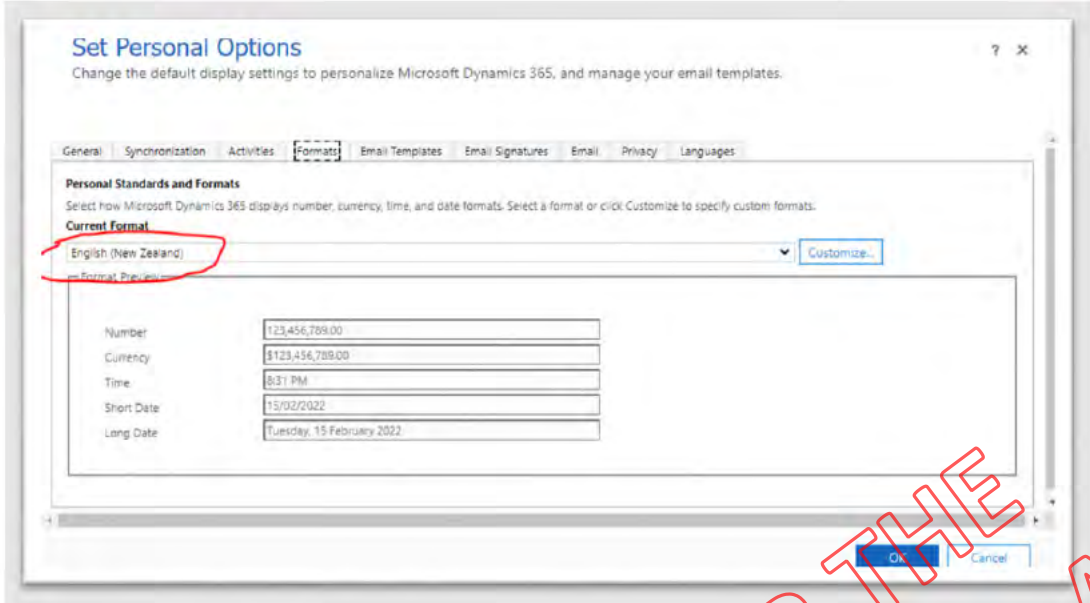 Set Personal Options
? X
Change the default display settings to personalize Microsoft Dynamics 365, and manage your email templates.
General Synchronization Activities Formats Email Templates Email Signatures Email Privacy Languages
Personal Standards and Formats
Select how Microsoft Dynamics 365 displays number, currency, time, and date formats. Select a format or click Customize to specify custom formats.
Current Format
English (New Zealand) Customize...
Format Preview
Number 123,456,789.00
Currency $123,456,789.00
Time 8:31 PM
Short Date 15/02/2022
Long Date Tuesday, 15 February 2022
OK Cancel
THE